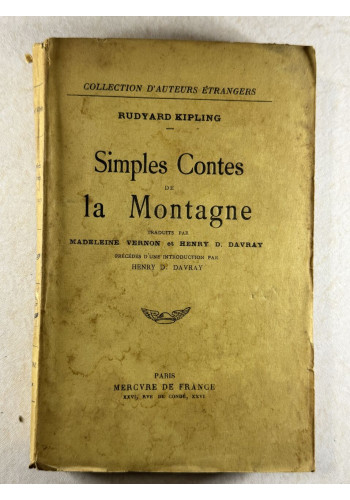 COLLECTION D'AUTEURS ÉTRANGERS
RUDYARD KIPLING
Simples Contes
DE
la Montagne
TRADUITS PAR
MADELEINE VERNON et HENRY D. DAVRAY
PRÉCÉDÉS D'UNE INTRODUCTION PAR
HENRY D. DAVRAY
PARIS
MERCVRE DE FRANCE
XXVI, RVE DE CONDÉ, XXVI